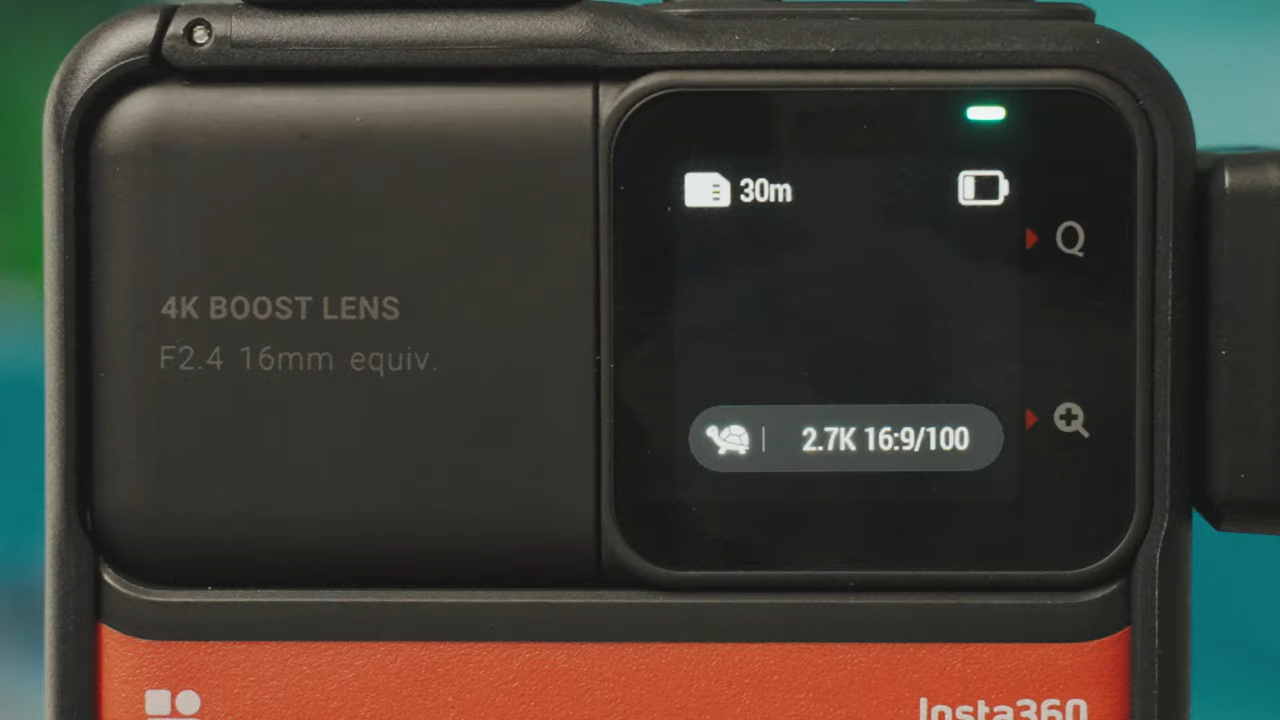 30m
Q
4K BOOST LENS
F2.4 16mm equiv.
2.7K 16:9/100
Insta360